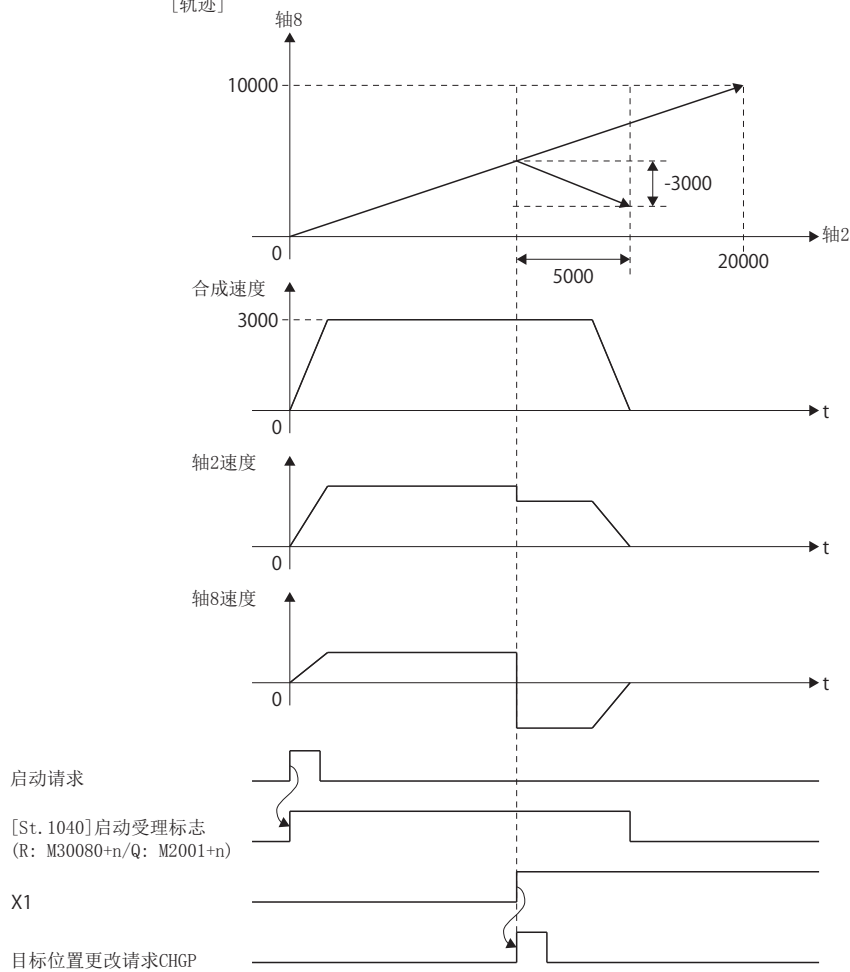 [轨迹]
轴8
10000
-3000
0
轴2
5000
20000
合成速度
3000
0
t
轴2速度
0
t
轴8速度
0
t
启动请求
[St.1040]启动受理标志
(R: M30080+n/Q: M2001+n)
X1
目标位置更改请求CHGP